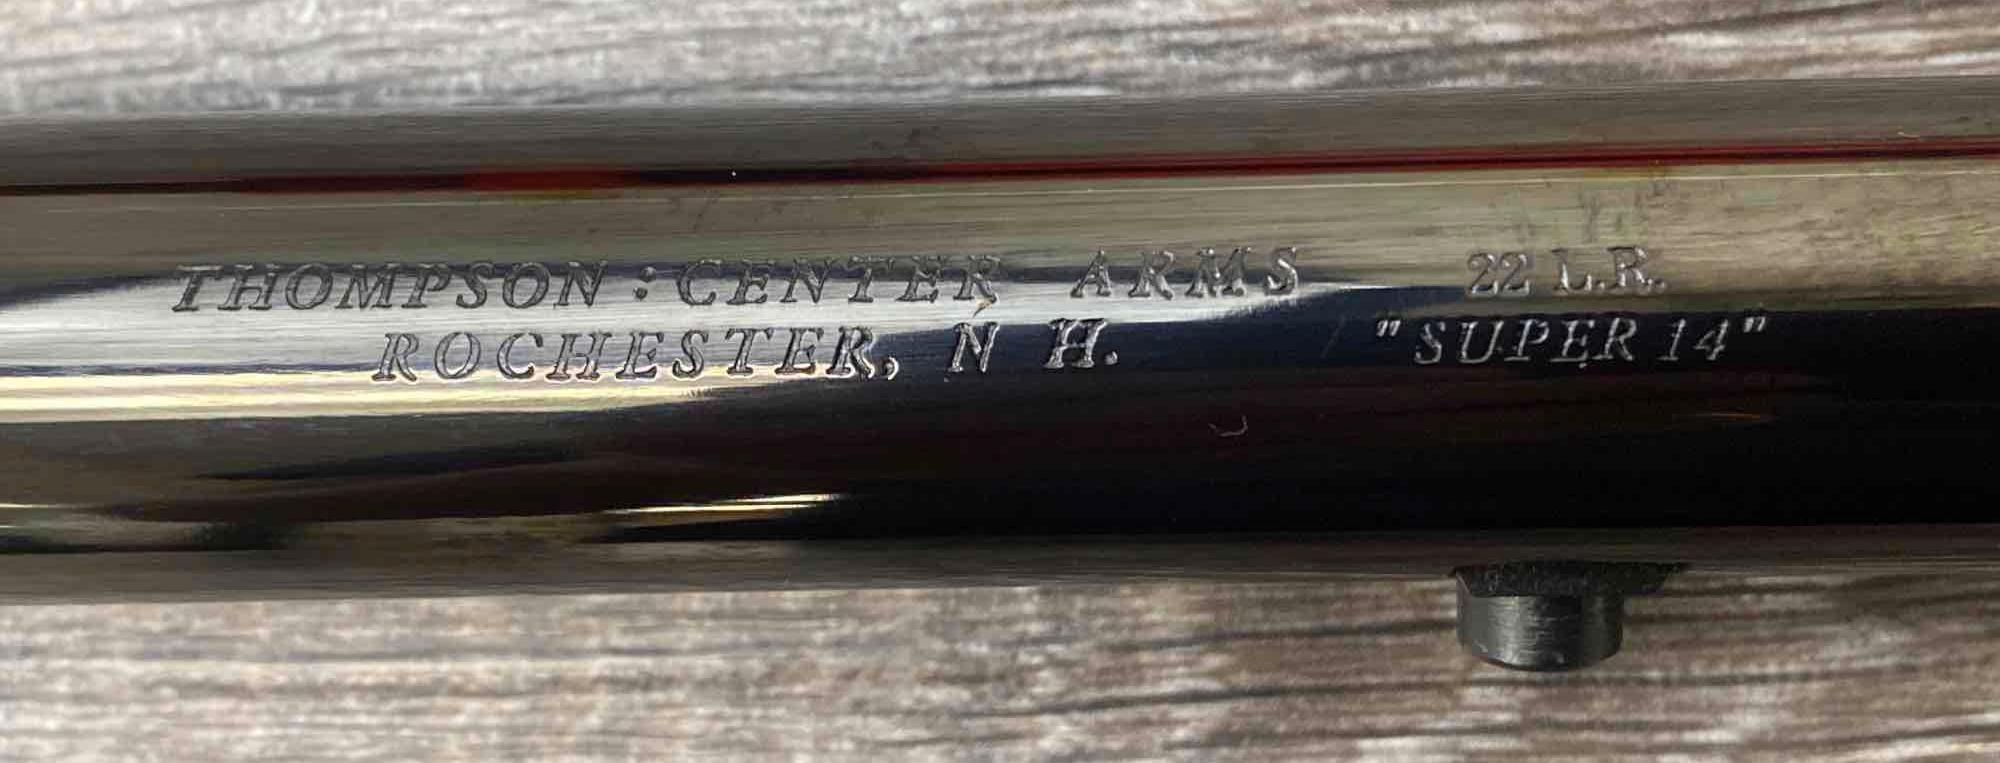 THOMPSON : CENTER ARMS
ROCHESTER, N H.
22 L.R.
"SUPER 14"